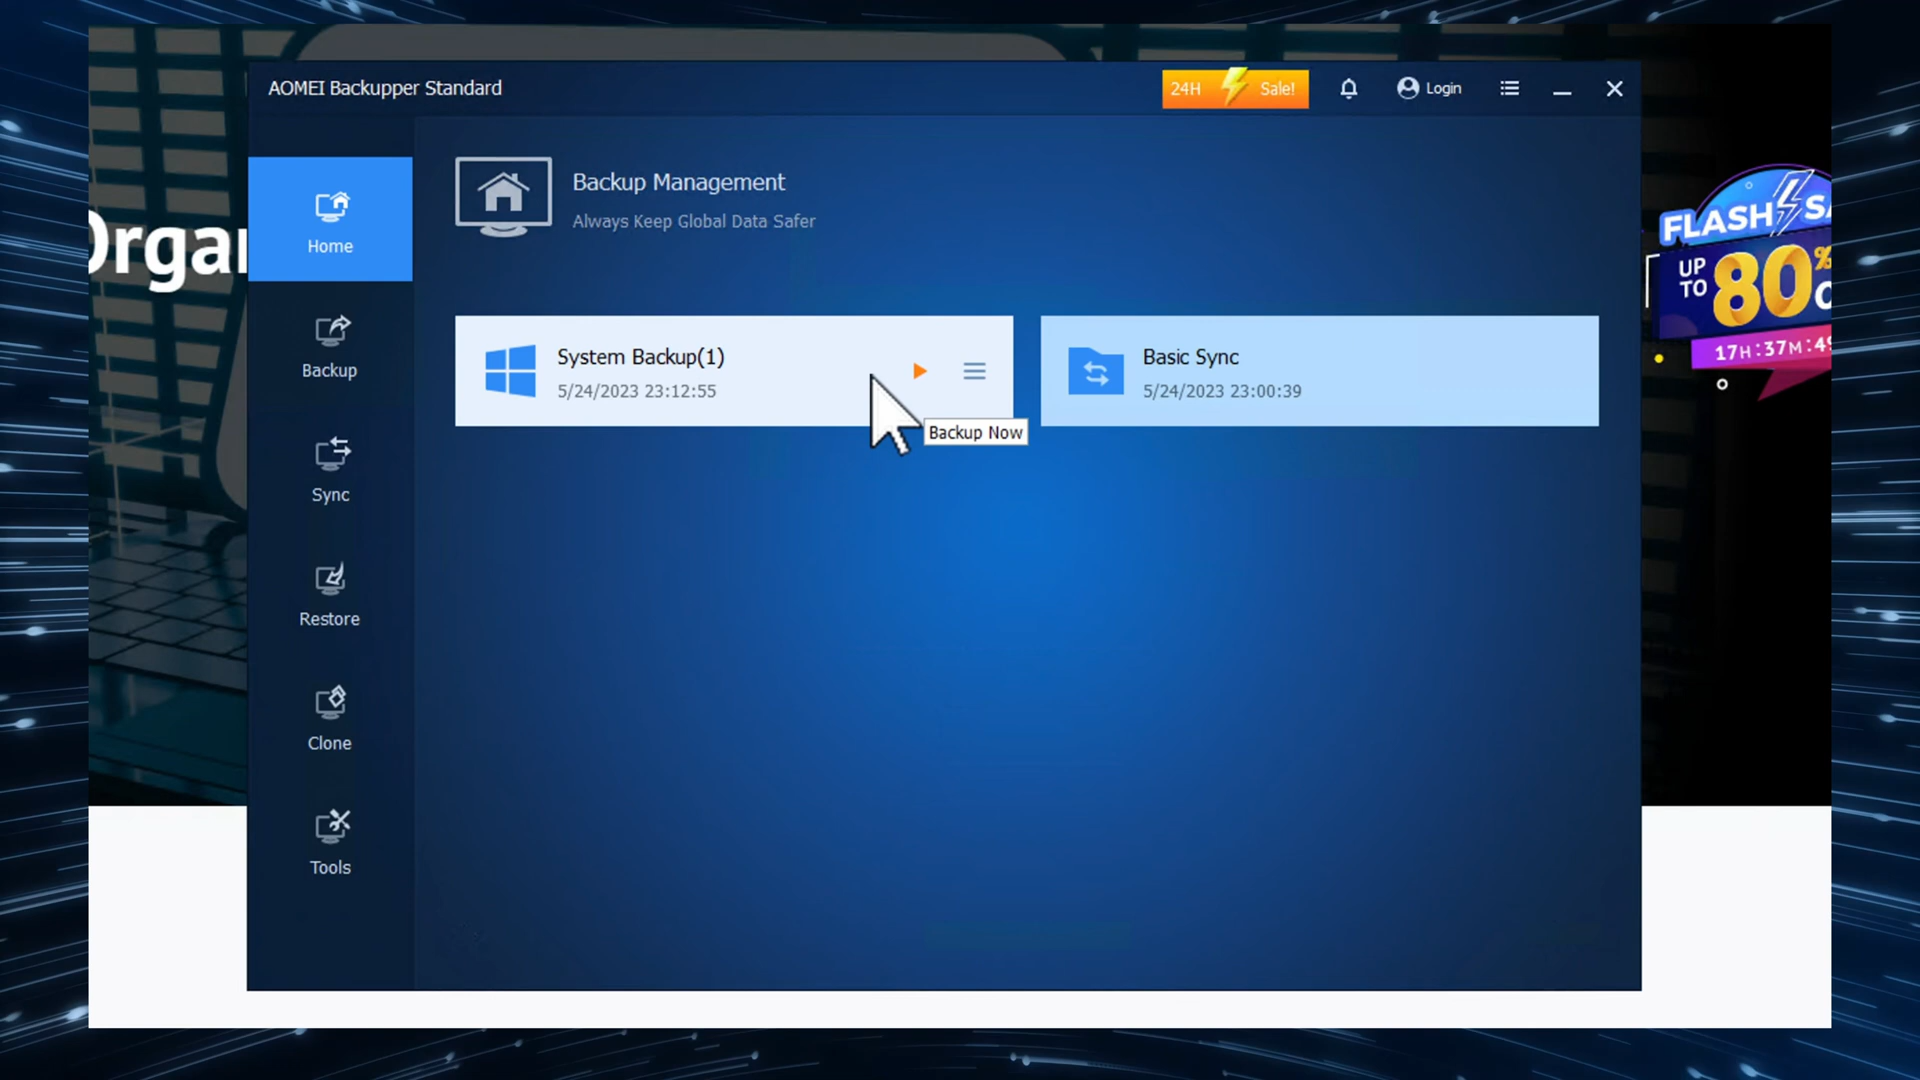 AOMEI Backupper Standard
24H Sale!
Login
Home
Backup Management
Always Keep Global Data Safer
FLASH
UP TO
80%
17H:37M:4
Backup
System Backup(1)
5/24/2023 23:12:55
Basic Sync
5/24/2023 23:00:39
Backup Now
Sync
Restore
Clone
Tools